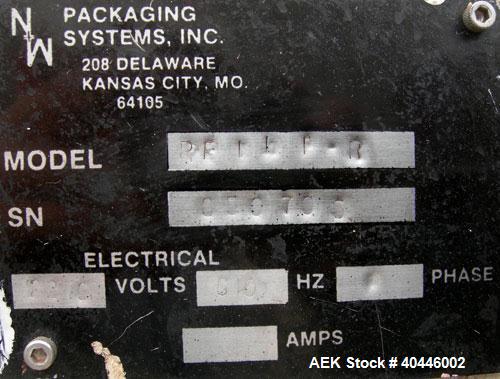 N&W PACKAGING
SYSTEMS, INC.
208 DELAWARE
KANSAS CITY, MO.
64105
MODEL
SN
ELECTRICAL
VOLTS HZ PHASE
AMPS
AEK Stock # 40446002